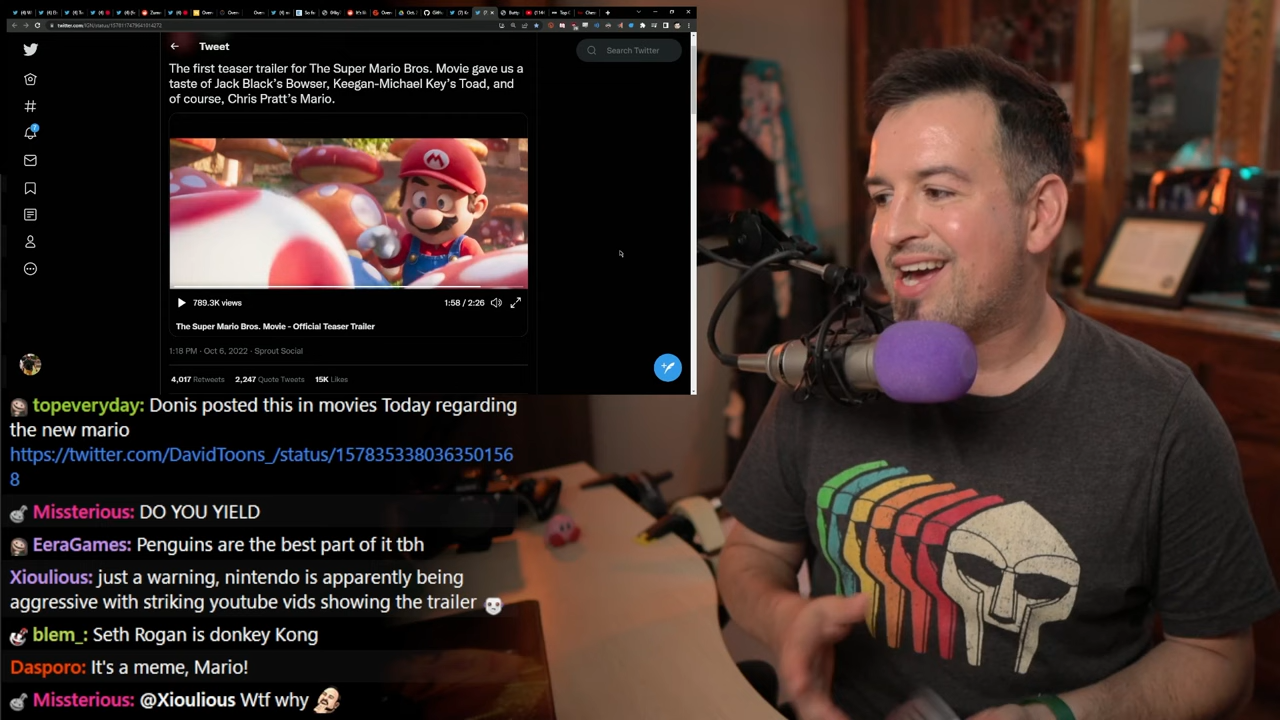 twitter.com/IGN/status/1578117479641014272
Tweet
Search Twitter
The first teaser trailer for The Super Mario Bros. Movie gave us a
taste of Jack Black's Bowser, Keegan-Michael Key's Toad, and
of course, Chris Pratt's Mario.
M
789.3K views
1:58 / 2:26
The Super Mario Bros. Movie - Official Teaser Trailer
1:18 PM · Oct 6, 2022 · Sprout Social
4,017 Retweets 2,247 Quote Tweets 15K Likes
topeveryday: Donis posted this in movies Today regarding
the new mario
https://twitter.com/DavidToons_/status/157835338036350156
8
Missterious: DO YOU YIELD
EeraGames: Penguins are the best part of it tbh
Xioulious: just a warning, nintendo is apparently being
aggressive with striking youtube vids showing the trailer
blem_: Seth Rogan is donkey Kong
Dasporo: It's a meme, Mario!
Missterious: @Xioulious Wtf why